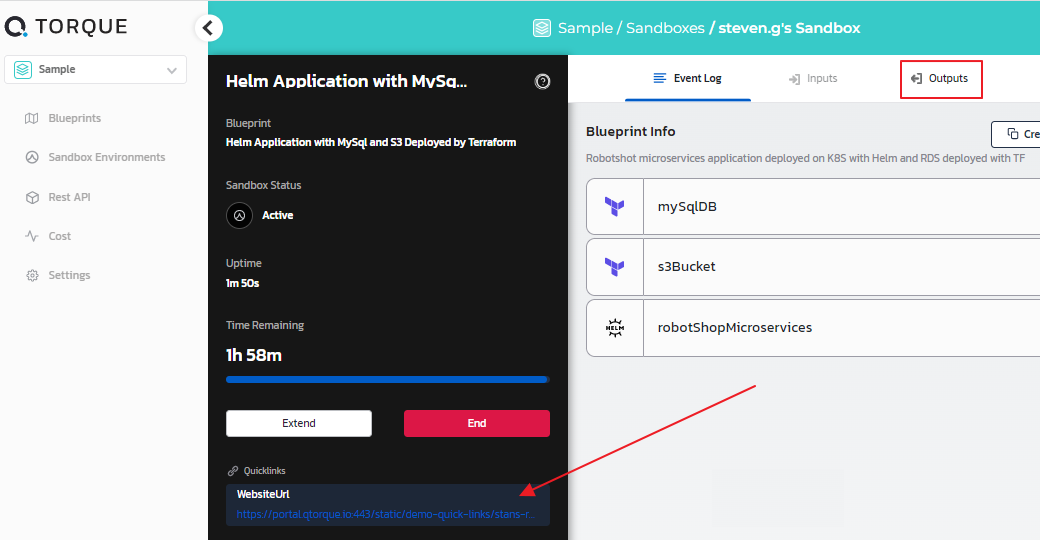 TORQUE
Sample / Sandboxes / steven.g's Sandbox
Sample
Blueprints
Sandbox Environments
Rest API
Cost
Settings
Helm Application with MySq...
Blueprint
Helm Application with MySql and S3 Deployed by Terraform
Sandbox Status
Active
Uptime
1m 50s
Time Remaining
1h 58m
Extend
End
Quicklinks
WebsiteUrl
https://portal.qtorque.io:443/static/demo-quick-links/stans-r...
Event Log
Inputs
Outputs
Blueprint Info
Cre
Robotshot microservices application deployed on K8S with Helm and RDS deployed with TF
mySqlDB
s3Bucket
HELM
robotShopMicroservices